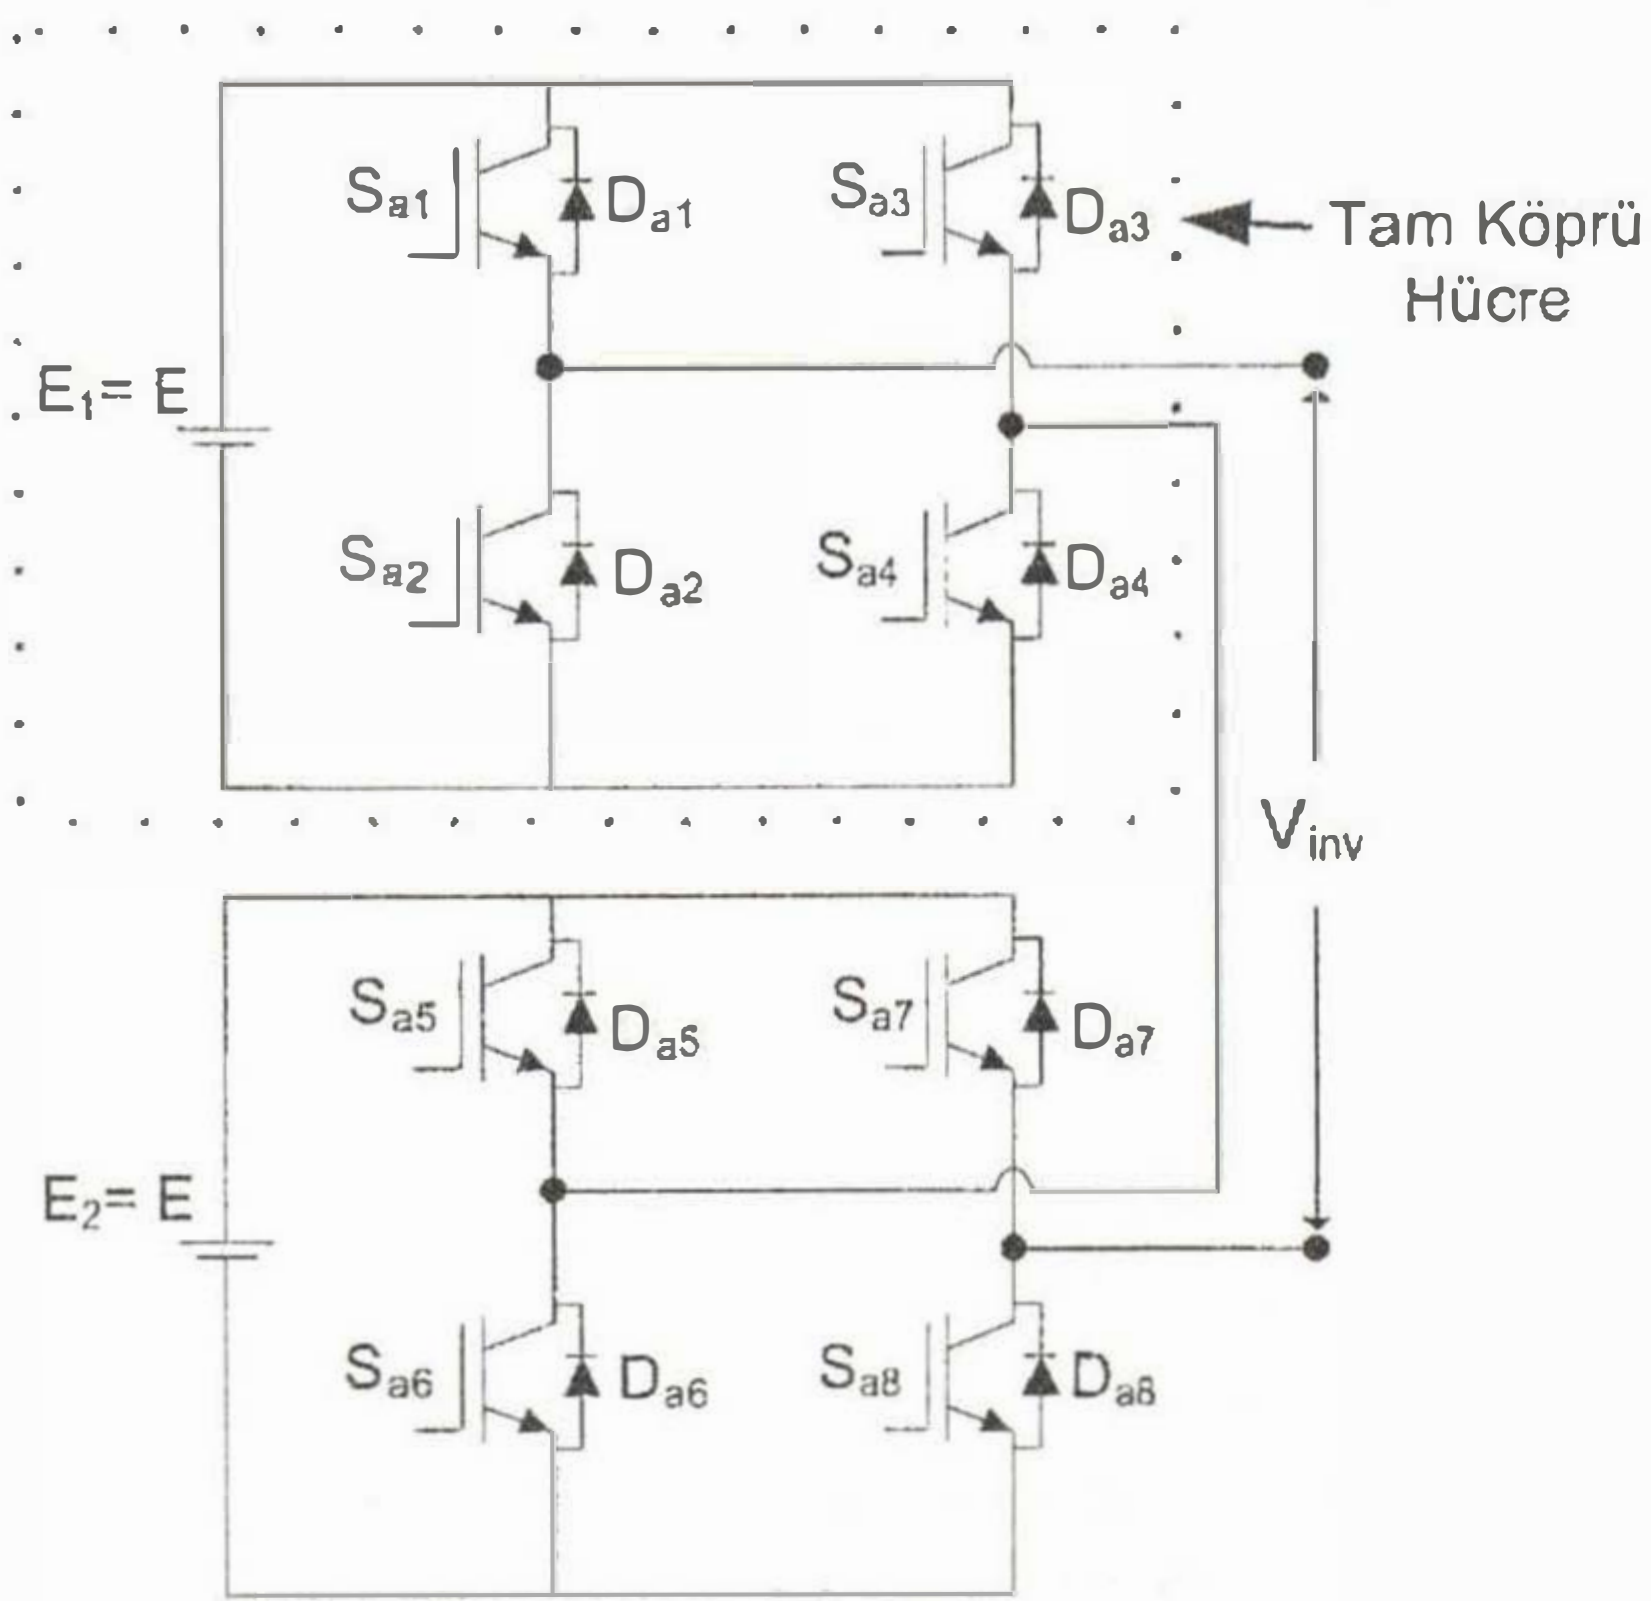 Sa1
Da1
Sa3
Da3
Tam Köprü
Hücre
E1= E
Sa2
Da2
Sa4
Da4
Vinv
Sa5
Da5
Sa7
Da7
E2= E
Sa6
Da6
Sa8
Da8